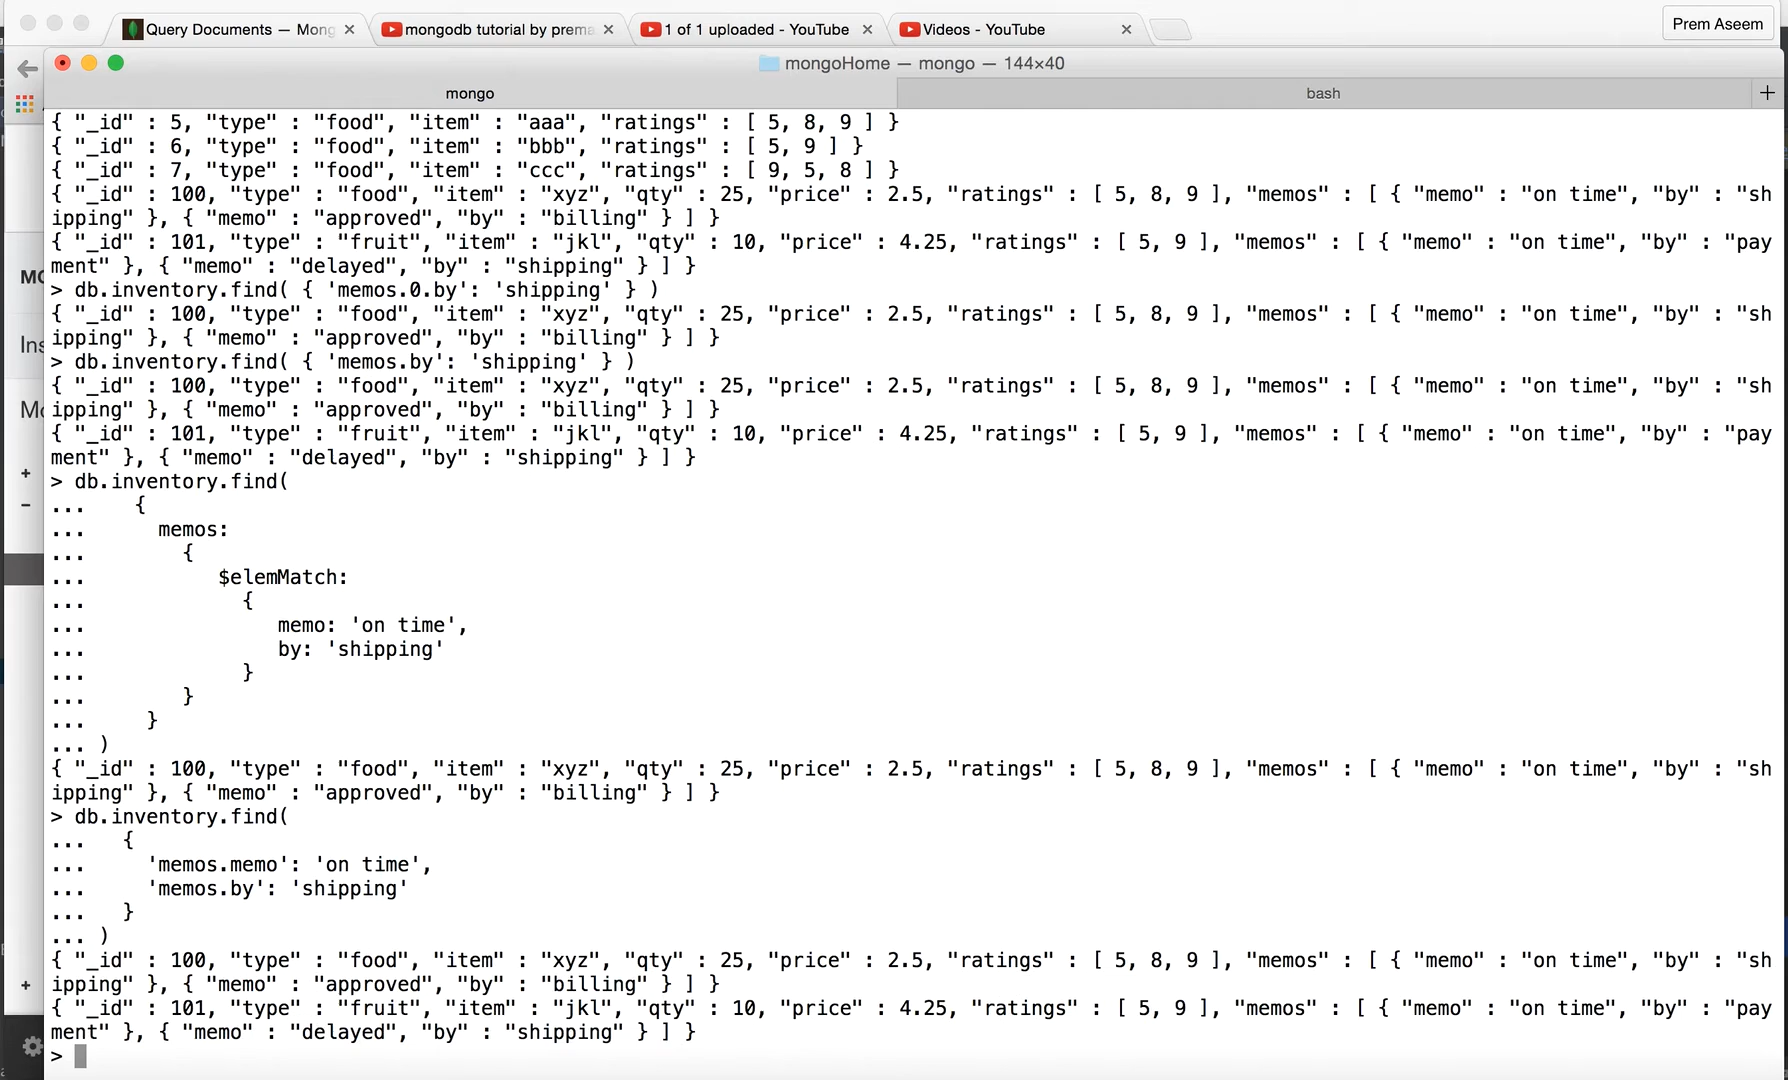 Query Documents — Mong
mongodb tutorial by prema
1 of 1 uploaded - YouTube
Videos - YouTube
Prem Aseem
mongoHome — mongo — 144×40
mongo
bash
{ "_id" : 5, "type" : "food", "item" : "aaa", "ratings" : [ 5, 8, 9 ] }
{ "_id" : 6, "type" : "food", "item" : "bbb", "ratings" : [ 5, 9 ] }
{ "_id" : 7, "type" : "food", "item" : "ccc", "ratings" : [ 9, 5, 8 ] }
{ "_id" : 100, "type" : "food", "item" : "xyz", "qty" : 25, "price" : 2.5, "ratings" : [ 5, 8, 9 ], "memos" : [ { "memo" : "on time", "by" : "sh
ipping" }, { "memo" : "approved", "by" : "billing" } ] }
{ "_id" : 101, "type" : "fruit", "item" : "jkl", "qty" : 10, "price" : 4.25, "ratings" : [ 5, 9 ], "memos" : [ { "memo" : "on time", "by" : "pay
ment" }, { "memo" : "delayed", "by" : "shipping" } ] }
> db.inventory.find( { 'memos.0.by': 'shipping' } )
{ "_id" : 100, "type" : "food", "item" : "xyz", "qty" : 25, "price" : 2.5, "ratings" : [ 5, 8, 9 ], "memos" : [ { "memo" : "on time", "by" : "sh
ipping" }, { "memo" : "approved", "by" : "billing" } ] }
> db.inventory.find( { 'memos.by': 'shipping' } )
{ "_id" : 100, "type" : "food", "item" : "xyz", "qty" : 25, "price" : 2.5, "ratings" : [ 5, 8, 9 ], "memos" : [ { "memo" : "on time", "by" : "sh
ipping" }, { "memo" : "approved", "by" : "billing" } ] }
{ "_id" : 101, "type" : "fruit", "item" : "jkl", "qty" : 10, "price" : 4.25, "ratings" : [ 5, 9 ], "memos" : [ { "memo" : "on time", "by" : "pay
ment" }, { "memo" : "delayed", "by" : "shipping" } ] }
> db.inventory.find(
... {
... memos:
... {
... $elemMatch:
... {
... memo: 'on time',
... by: 'shipping'
... }
... }
... }
... )
{ "_id" : 100, "type" : "food", "item" : "xyz", "qty" : 25, "price" : 2.5, "ratings" : [ 5, 8, 9 ], "memos" : [ { "memo" : "on time", "by" : "sh
ipping" }, { "memo" : "approved", "by" : "billing" } ] }
> db.inventory.find(
... {
... 'memos.memo': 'on time',
... 'memos.by': 'shipping'
... }
... )
{ "_id" : 100, "type" : "food", "item" : "xyz", "qty" : 25, "price" : 2.5, "ratings" : [ 5, 8, 9 ], "memos" : [ { "memo" : "on time", "by" : "sh
ipping" }, { "memo" : "approved", "by" : "billing" } ] }
{ "_id" : 101, "type" : "fruit", "item" : "jkl", "qty" : 10, "price" : 4.25, "ratings" : [ 5, 9 ], "memos" : [ { "memo" : "on time", "by" : "pay
ment" }, { "memo" : "delayed", "by" : "shipping" } ] }
>